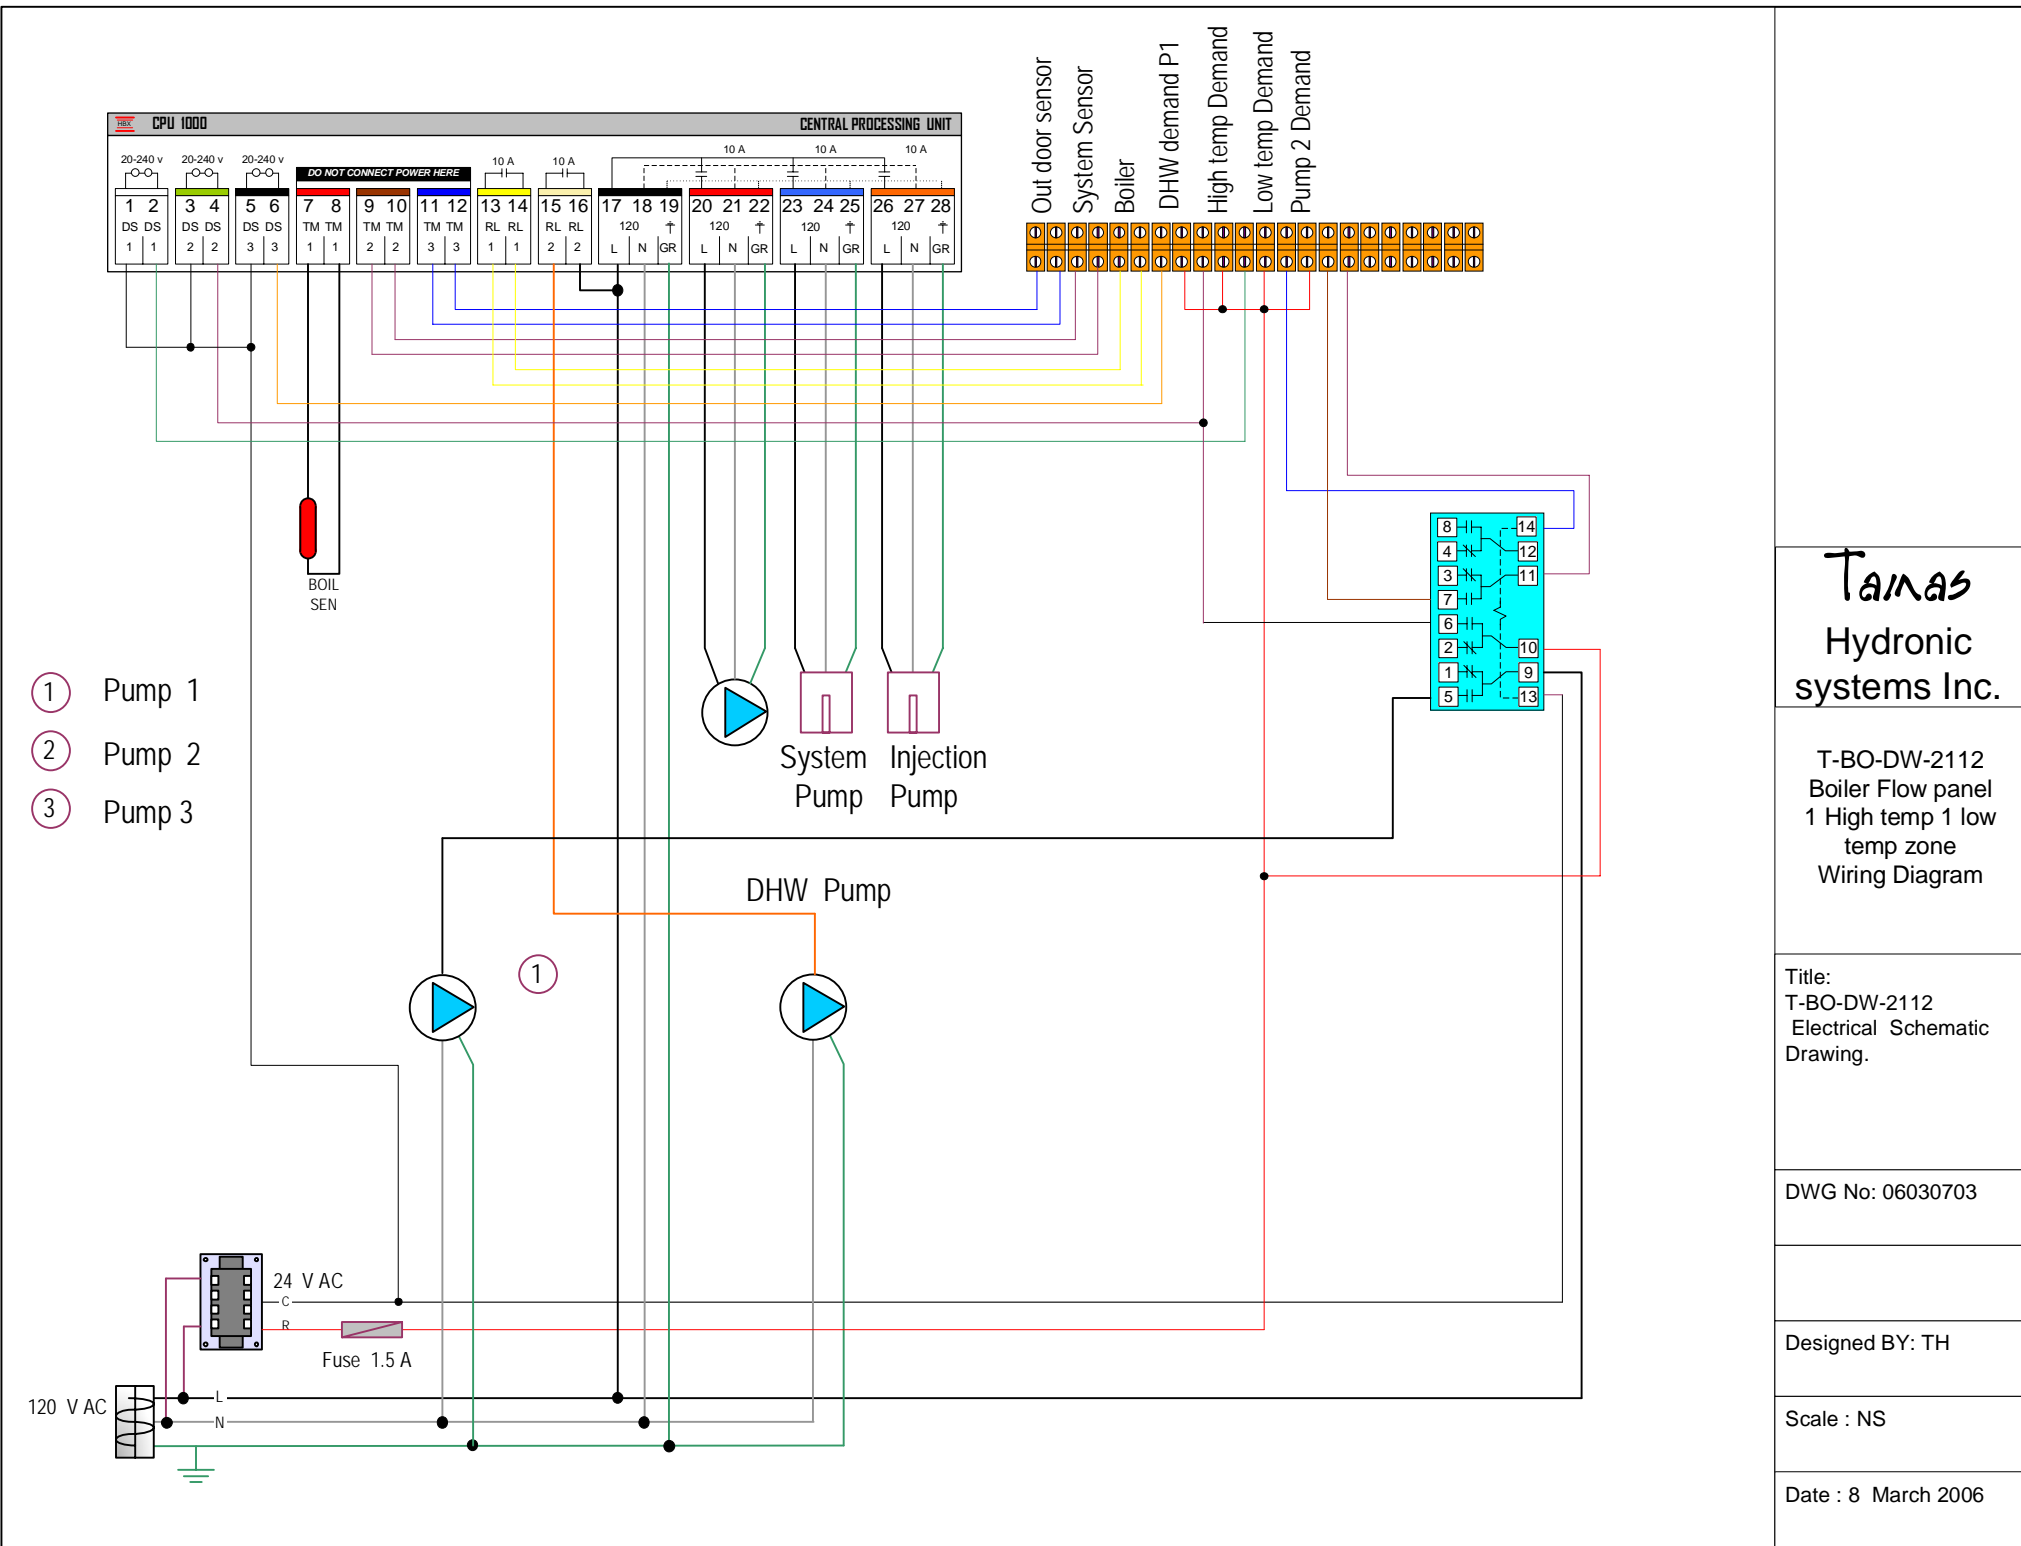 HBX CPU 1000 CENTRAL PROCESSING UNIT
20-240 v 20-240 v 20-240 v
DO NOT CONNECT POWER HERE
10 A 10 A 10 A 10 A 10 A
1 2 3 4 5 6 7 8 9 10 11 12 13 14 15 16 17 18 19 20 21 22 23 24 25 26 27 28
DS DS DS DS DS DS TM TM TM TM TM TM RL RL RL RL 120 120 120 120
1 1 2 2 3 3 1 1 2 2 3 3 1 1 2 2 L N GR L N GR L N GR L N GR
Out door sensor
System Sensor
Boiler
DHW demand P1
High temp Demand
Low temp Demand
Pump 2 Demand
BOIL
SEN
8 14
4 12
3 11
7
6
2 10
1 9
5 13
1 Pump 1
2 Pump 2
3 Pump 3
System
Pump
Injection
Pump
DHW Pump
1
24 V AC
C
R
Fuse 1.5 A
120 V AC
L
N
Tamas
Hydronic
systems Inc.
T-BO-DW-2112
Boiler Flow panel
1 High temp 1 low
temp zone
Wiring Diagram
Title:
T-BO-DW-2112
Electrical Schematic
Drawing.
DWG No: 06030703
Designed BY: TH
Scale : NS
Date : 8 March 2006